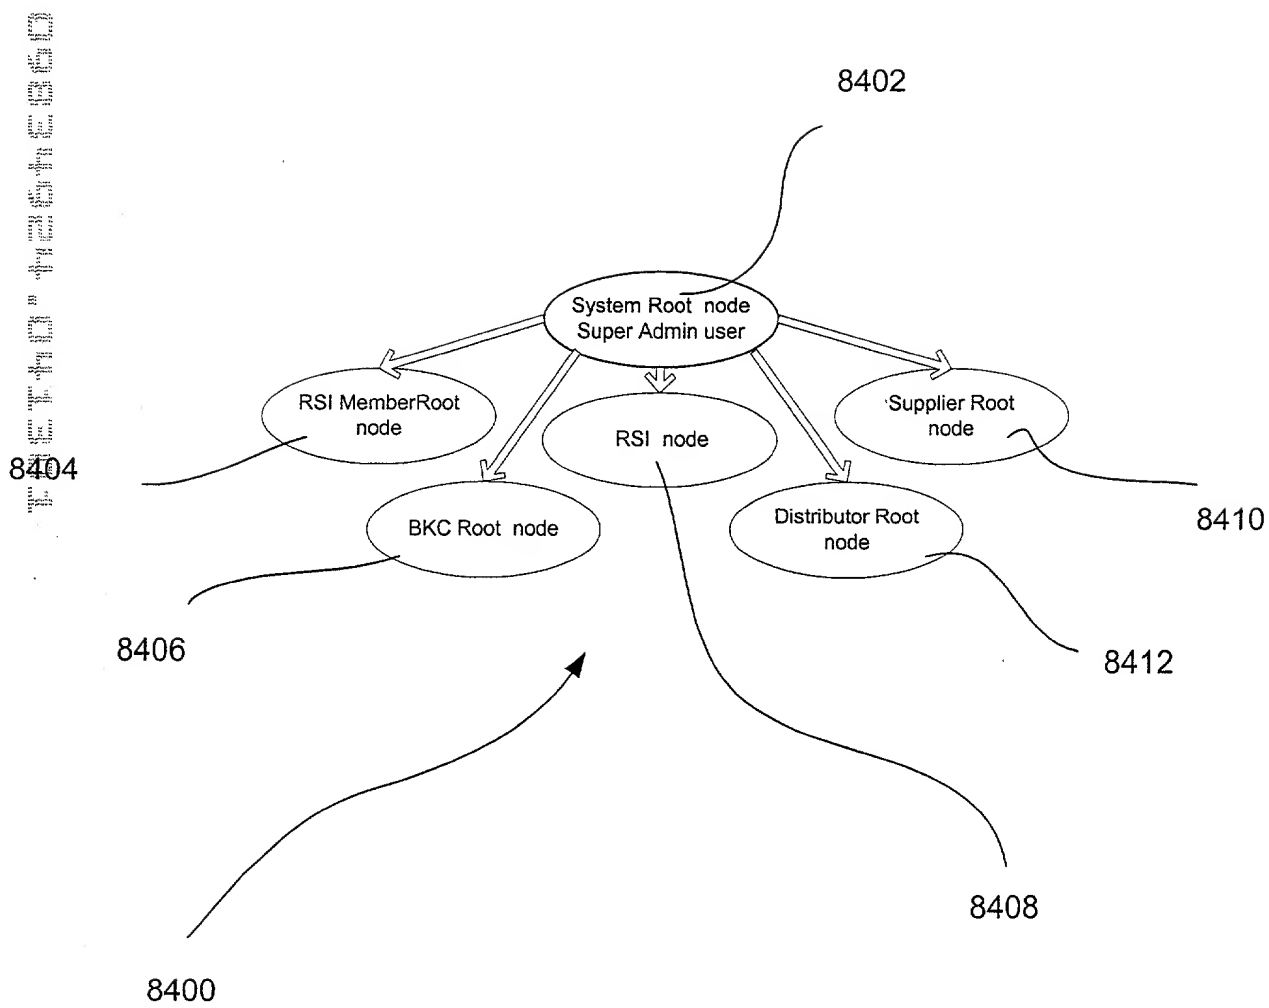 8402
System Root node
Super Admin user
RSI MemberRoot
node
RSI node
Supplier Root
node
8404
BKC Root node
Distributor Root
node
8410
8406
8412
8408
8400